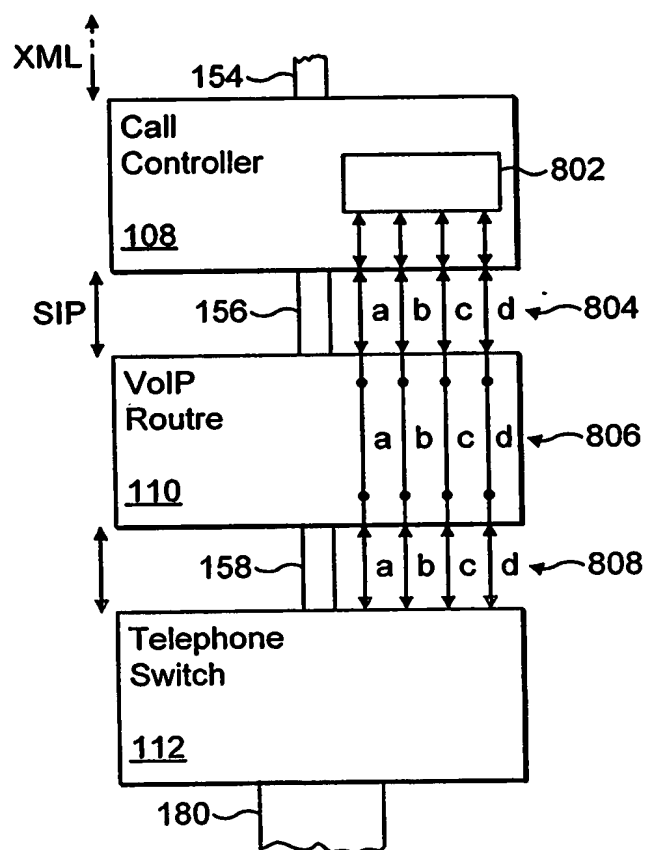 XML
154
Call
Controller
802
108
SIP
156
a b c d
804
VoIP
Routre
a b c d
806
110
158
a b c d
808
Telephone
Switch
112
180